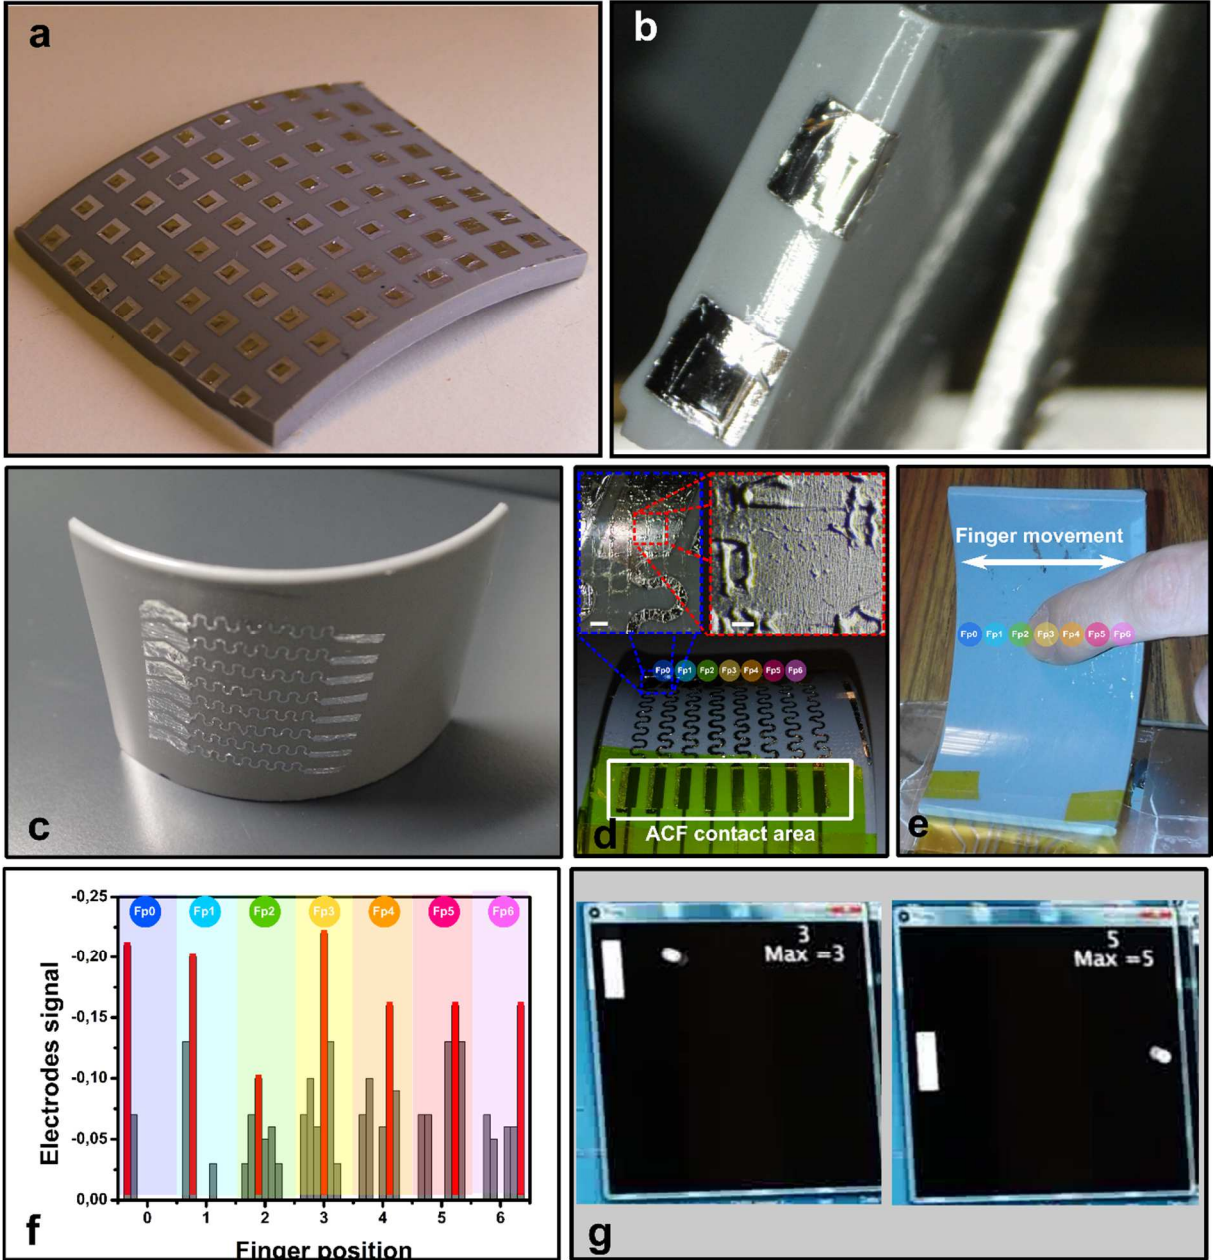 a
b
c
Fp0 Fp1 Fp2 Fp3 Fp4 Fp5 Fp6
ACF contact area
d
Finger movement
Fp0 Fp1 Fp2 Fp3 Fp4 Fp5 Fp6
e
Fp0 Fp1 Fp2 Fp3 Fp4 Fp5 Fp6
-0,25
-0,20
-0,15
-0,10
-0,05
0,00
Electrodes signal
0 1 2 3 4 5 6
Finger position
f
3
Max =3
5
Max =5
g